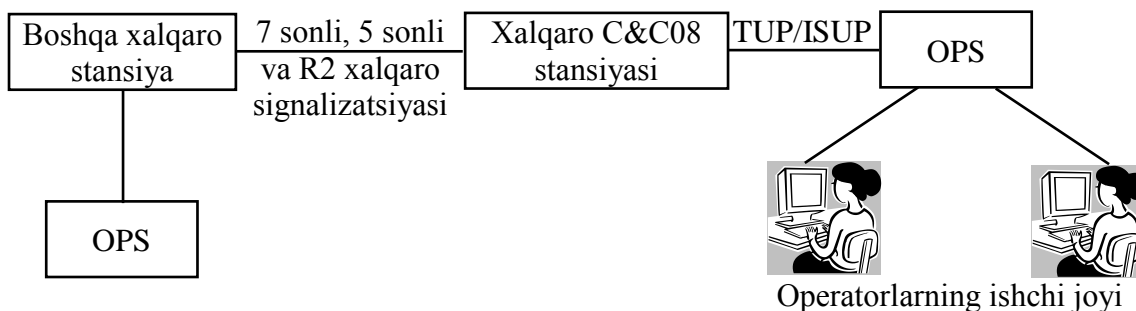 Boshqa xalqaro
stansiya
7 sonli, 5 sonli
va R2 xalqaro
signalizatsiyasi
Xalqaro C&C08
stansiyasi
TUP/ISUP
OPS
OPS
Operatorlarning ishchi joyi